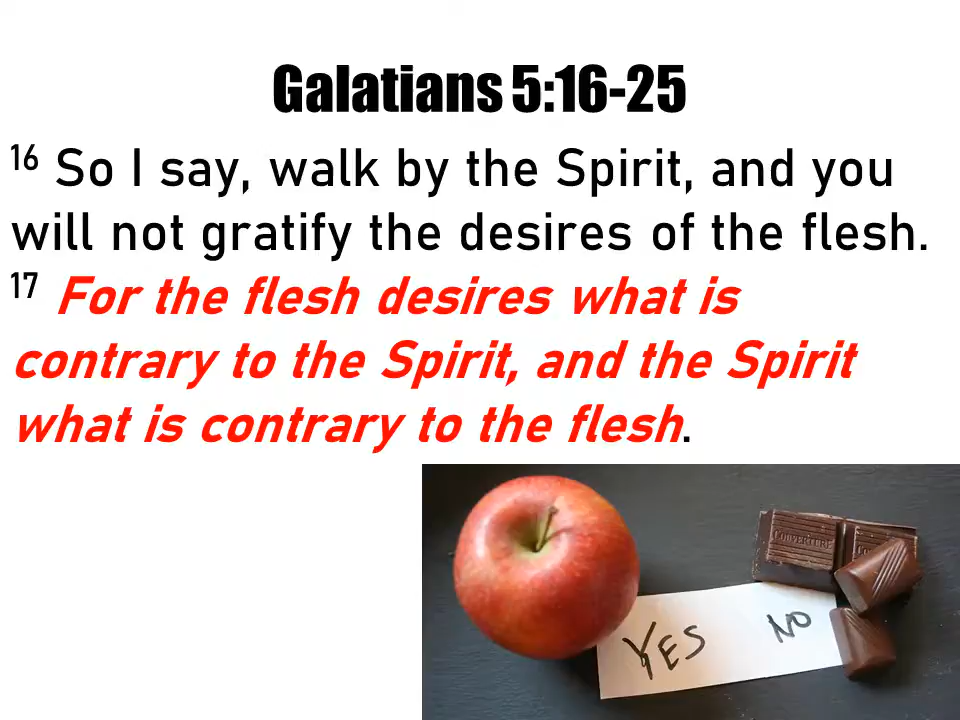 Galatians 5:16-25
16 So I say, walk by the Spirit, and you
will not gratify the desires of the flesh.
17 For the flesh desires what is
contrary to the Spirit, and the Spirit
what is contrary to the flesh.
COUVERTURE
YES NO